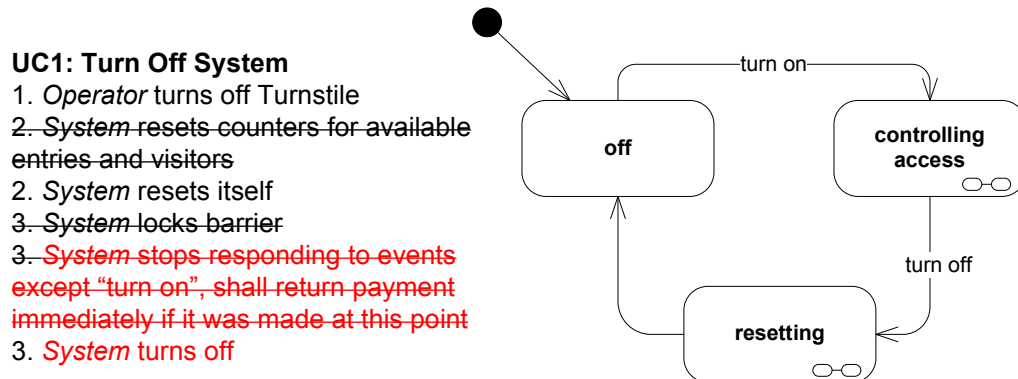 UC1: Turn Off System
1. Operator turns off Turnstile
2. System resets counters for available
entries and visitors
2. System resets itself
3. System locks barrier
3. System stops responding to events
except “turn on”, shall return payment
immediately if it was made at this point
3. System turns off
turn on
off
controlling
access
turn off
resetting